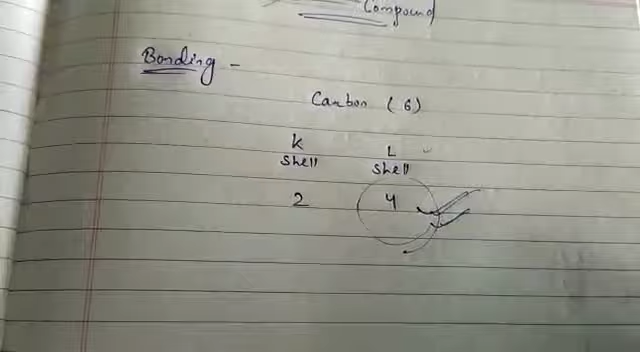 Compound
Bonding -
Carbon (6)
K L
shell shell
2 4